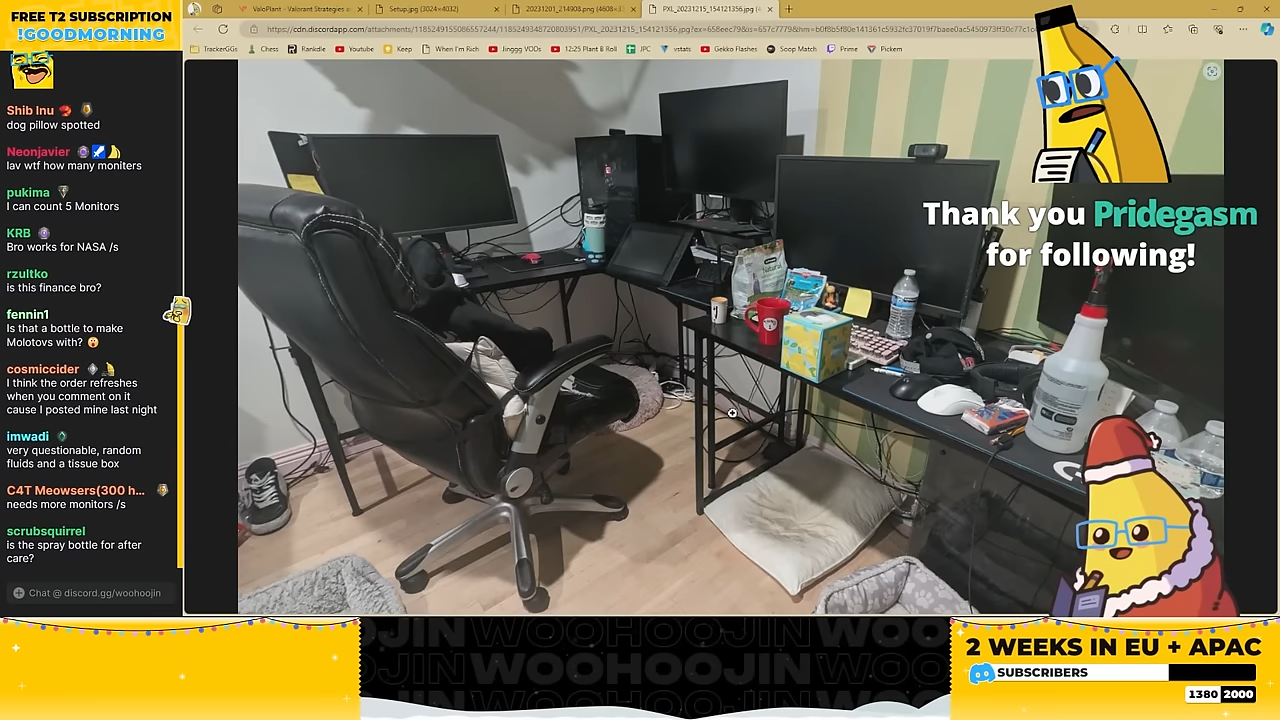 FREE T2 SUBSCRIPTION
!GOODMORNING
Shib Inu
dog pillow spotted
Neonjavier
lav wtf how many moniters
pukima
I can count 5 Monitors
KRB
Bro works for NASA /s
rzultko
is this finance bro?
fennin1
Is that a bottle to make
Molotovs with?
cosmiccider
I think the order refreshes
when you comment on it
cause I posted mine last night
imwadi
very questionable, random
fluids and a tissue box
C4T Meowsers(300 h...
needs more monitors /s
scrubsquirrel
is the spray bottle for after
care?
Chat @ discord.gg/woohoojin
ValoPlant - Valorant Strategies
Setup.jpg (3024×4032)
20231201_214908.png
PXL_20231215_154121356.jpg
TrackerGGs
Chess
Rankdle
Youtube
Keep
When I'm Rich
Jinggg VODs
12:25 Plant B Roll
JPC
vstats
Gekko Flashes
Soop Match
Prime
Pickem
Natural
Thank you Pridegasm
for following!
WOOHOOJIN
2 WEEKS IN EU + APAC
SUBSCRIBERS
1380 2000